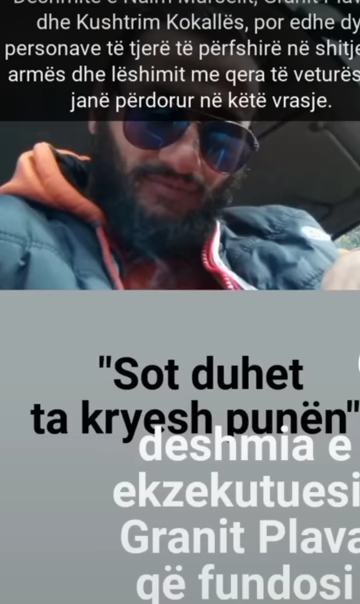 dhe Kushtrim Kokallës, por edhe dy
personave të tjerë të përfshirë në shitje
armës dhe lëshimit me qera të veturës
janë përdorur në këtë vrasje.
"Sot duhet
ta kryesh punën"
deshmia e
ekzekutuesi
Granit Plava
që fundosi